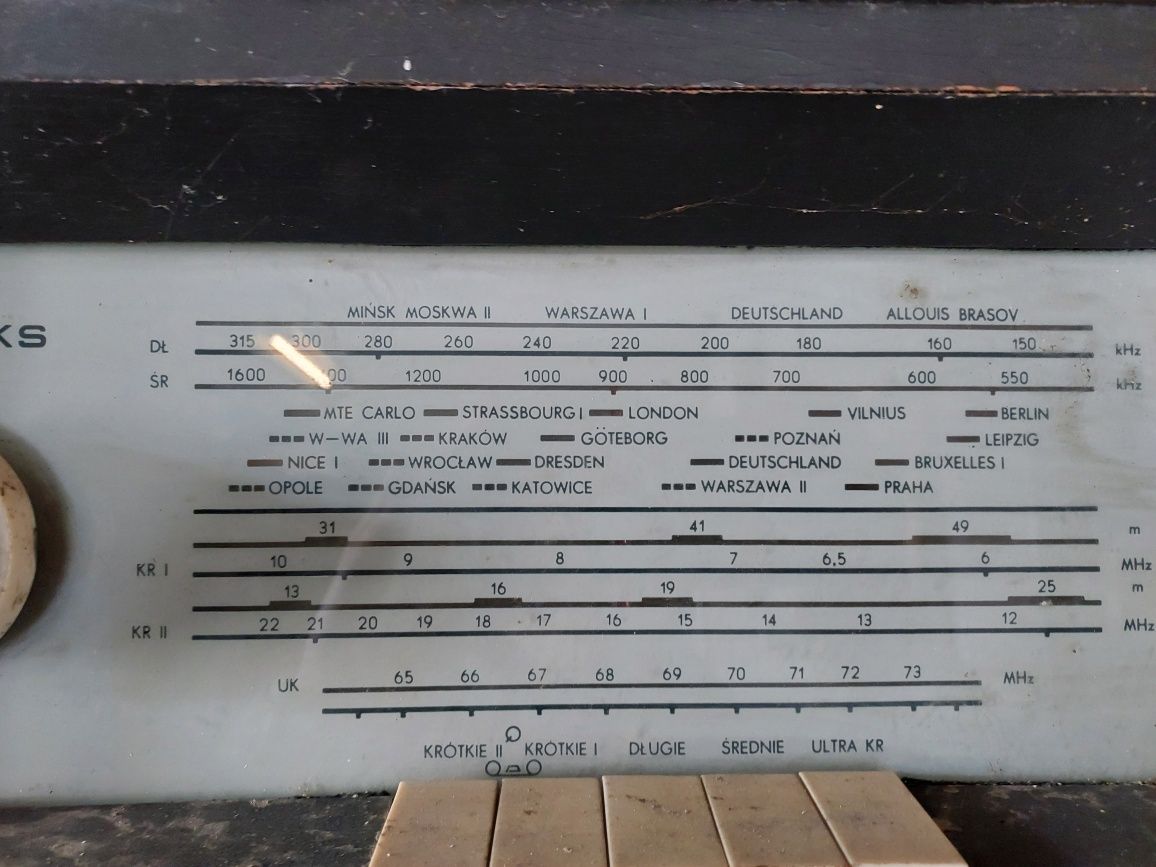 MIŃSK MOSKWA II WARSZAWA I DEUTSCHLAND ALLOUIS BRASOV
KS
DŁ 315 300 280 260 240 220 200 180 160 150 kHz
ŚR 1600 1200 1000 900 800 700 600 550 kHz
MTE CARLO STRASSBOURG I LONDON VILNIUS BERLIN
W-WA III KRAKÓW GÖTEBORG POZNAŃ LEIPZIG
NICE I WROCŁAW DRESDEN DEUTSCHLAND BRUXELLES I
OPOLE GDAŃSK KATOWICE WARSZAWA II PRAHA
31 41 49 m
KR I 10 9 8 7 6,5 6 MHz
13 16 19 25 m
KR II 22 21 20 19 18 17 16 15 14 13 12 MHz
UK 65 66 67 68 69 70 71 72 73 MHz
KRÓTKIE II KRÓTKIE I DŁUGIE ŚREDNIE ULTRA KR